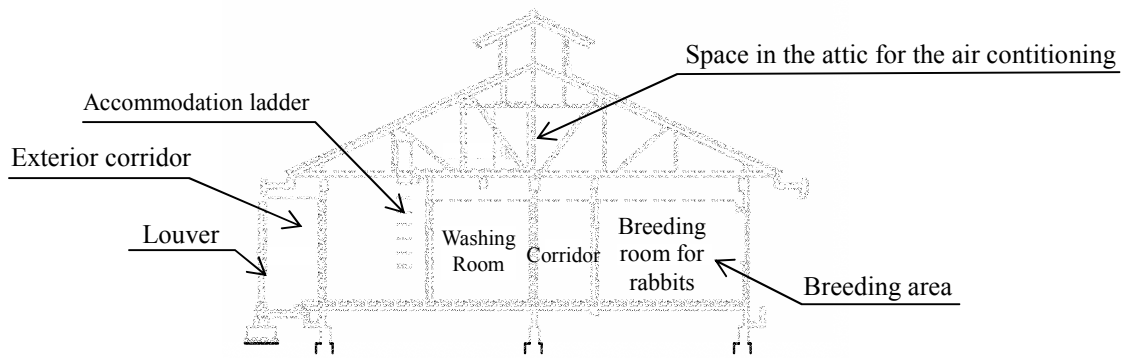 Space in the attic for the air contitioning
Accommodation ladder
Exterior corridor
Louver
Washing
Room
Corridor
Breeding
room for
rabbits
Breeding area